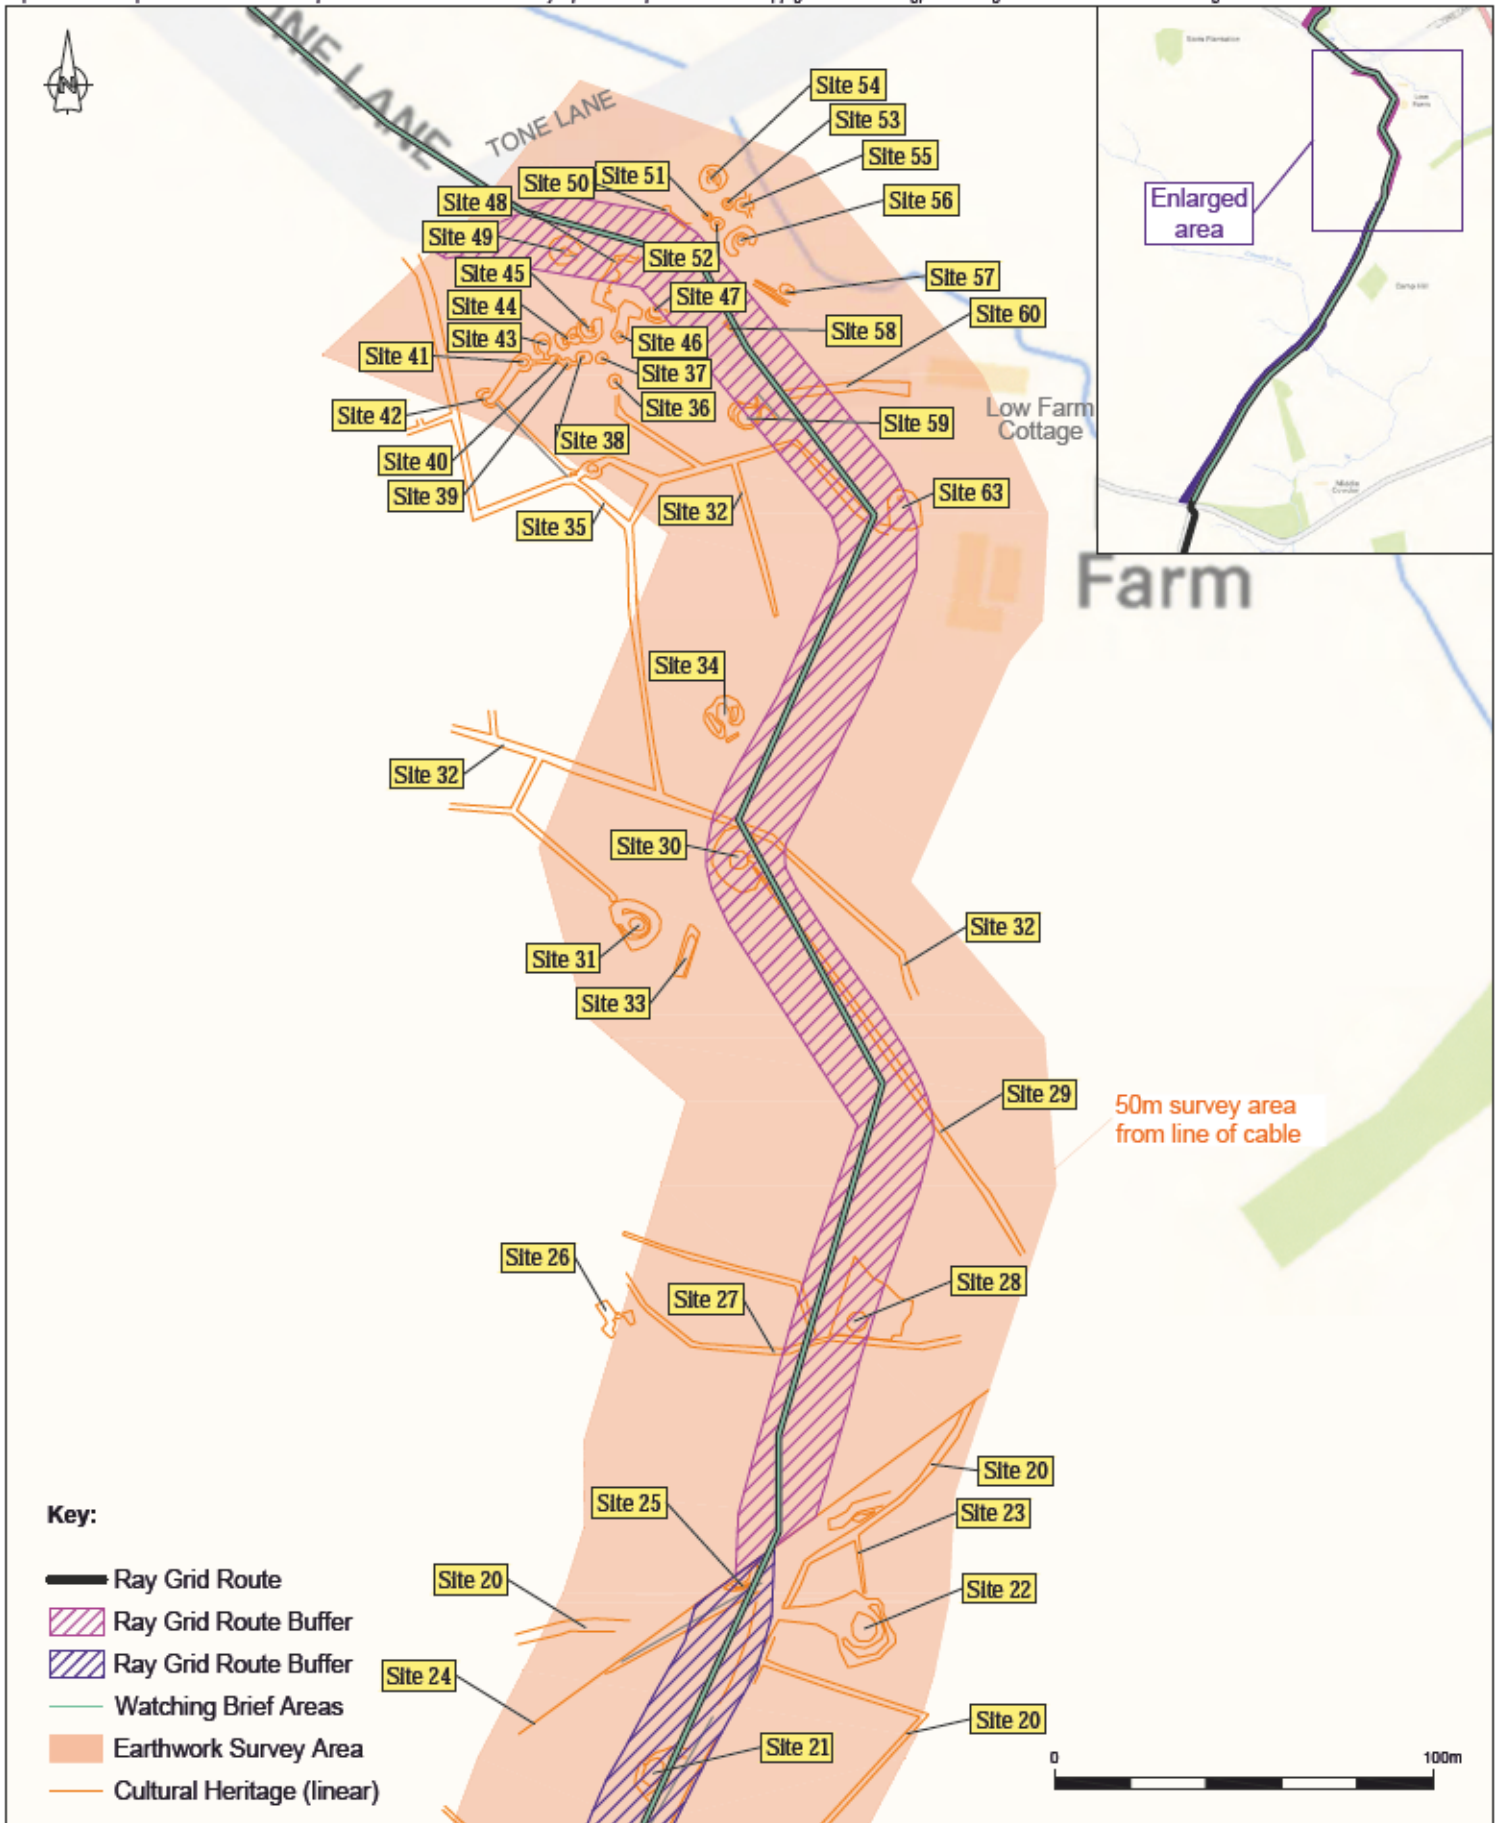 TONE LANE
Site 54
Site 53
Site 55
Site 51
Site 50
Site 56
Site 48
Site 49
Site 52
Site 45
Site 57
Site 47
Site 44
Site 60
Site 58
Site 43
Site 46
Site 41
Site 37
Site 36
Site 42
Low Farm
Cottage
Site 59
Site 38
Site 40
Site 39
Site 63
Site 32
Site 35
Enlarged
area
Farm
Site 34
Site 32
Site 30
Site 32
Site 31
Site 33
Site 29
50m survey area
from line of cable
Site 26
Site 28
Site 27
Site 20
Site 25
Site 23
Site 20
Site 22
Site 24
Site 20
Site 21
Key:
Ray Grid Route
Ray Grid Route Buffer
Ray Grid Route Buffer
Watching Brief Areas
Earthwork Survey Area
Cultural Heritage (linear)
0 100m
N